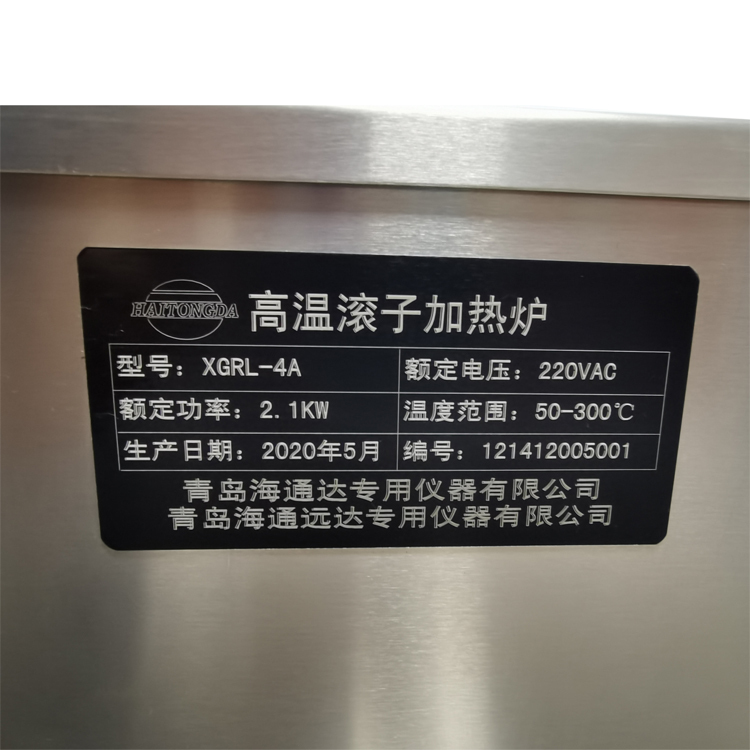 HAITONGDA 高温滚子加热炉
型号：XGRL-4A 额定电压：220VAC
额定功率：2.1KW 温度范围：50-300℃
生产日期：2020年5月 编号：121412005001
青岛海通达专用仪器有限公司
青岛海通远达专用仪器有限公司